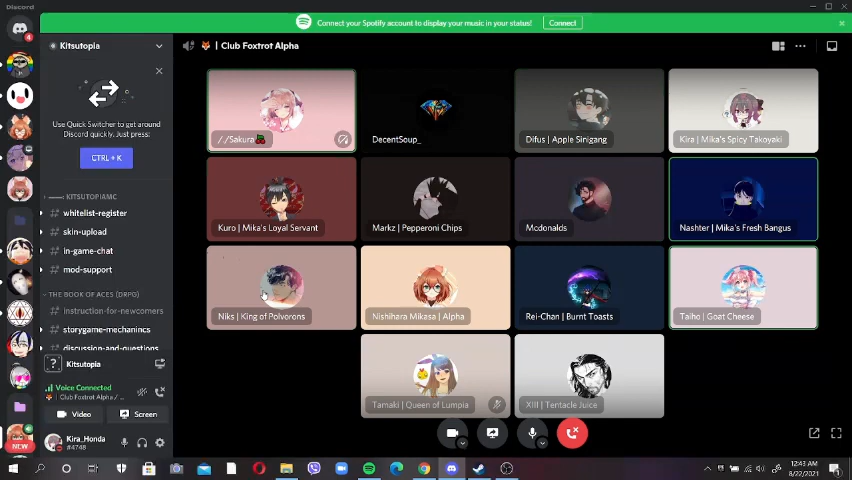 Discord
Connect your Spotify account to display your music in your status!
Connect
Kitsutopia
| Club Foxtrot Alpha
Use Quick Switcher to get
around Discord quickly. Just
press:
CTRL + K
KITSUTOPIAMC
# whitelist-register
# skin-upload
# in-game-chat
# mod-support
THE BOOK OF ACES (DRPG)
# instruction-for-newcomers
# storygame-mechanincs
# discussion-and-questions
Kitsutopia
Voice Connected
Club Foxtrot Alpha / ...
Video
Screen
Kira_Honda
#4748
//Sakura
DecentSoup_
Difus | Apple Sinigang
Kira | Mika's Spicy Takoyaki
Kuro | Mika's Loyal Servant
Markz | Pepperoni Chips
Mcdonalds
Nashter | Mika's Fresh Bangus
Niks | King of Polvorons
Nishihara Mikasa | Alpha
Rei-Chan | Burnt Toasts
Taiho | Goat Cheese
Tamaki | Queen of Lumpia
XIII | Tentacle Juice
NEW
12:43 AM
8/22/2021